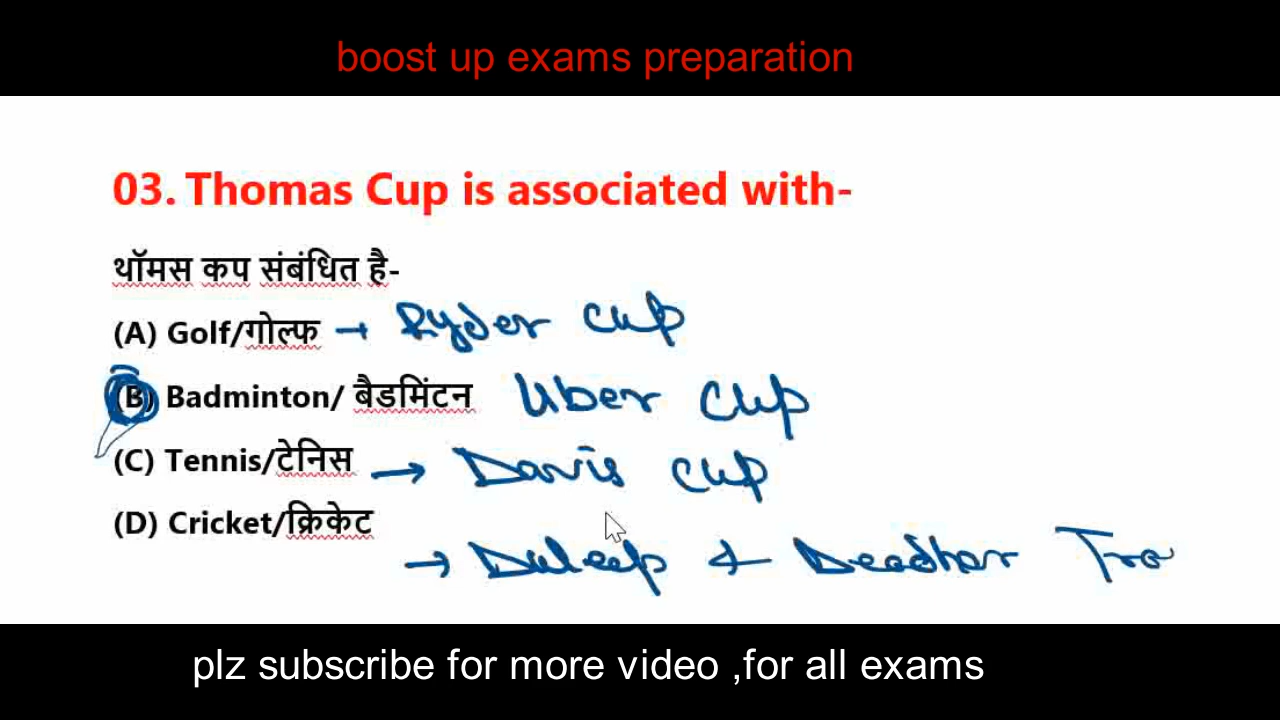 boost up exams preparation
03. Thomas Cup is associated with-
थॉमस कप संबंधित है-
(A) Golf/गोल्फ → Ryder Cup
(B) Badminton/ बैडमिंटन Uber Cup
(C) Tennis/टेनिस → Davis Cup
(D) Cricket/क्रिकेट
→ Duleep + Deodhar Tro
plz subscribe for more video ,for all exams